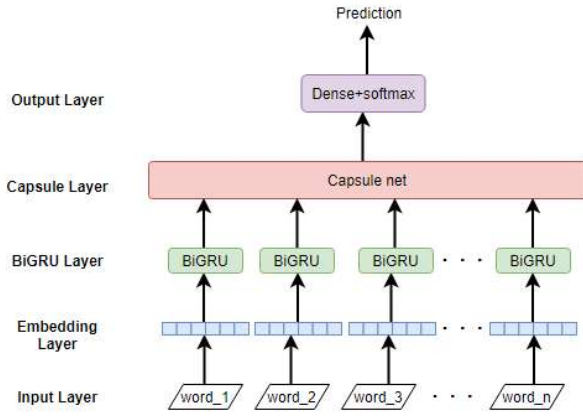 Prediction
Output Layer
Dense+softmax
Capsule Layer
Capsule net
BiGRU Layer
BiGRU
BiGRU
BiGRU
. . .
BiGRU
Embedding
Layer
. . .
Input Layer
word_1
word_2
word_3
. . .
word_n